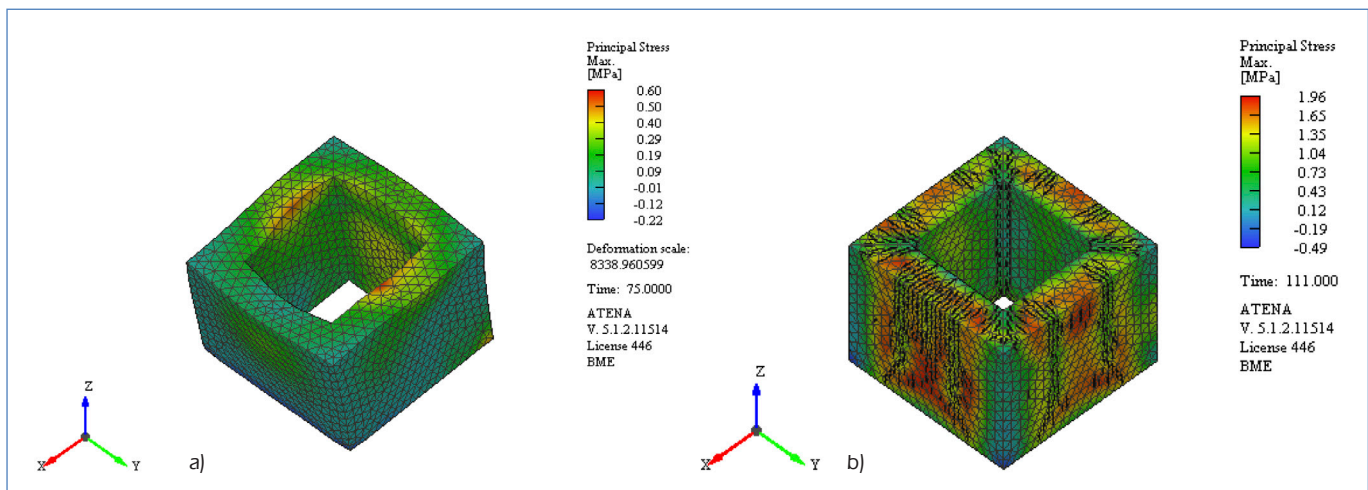 Principal Stress
Max.
[MPa]
0.60
0.50
0.40
0.29
0.19
0.09
-0.01
-0.12
-0.22
Deformation scale:
8338.960599
Time: 75.0000
ATENA
V. 5.1.2.11514
License 446
BME
Z
X
Y
a)
Principal Stress
Max.
[MPa]
1.96
1.65
1.35
1.04
0.73
0.43
0.12
-0.19
-0.49
Time: 111.000
ATENA
V. 5.1.2.11514
License 446
BME
Z
X
Y
b)